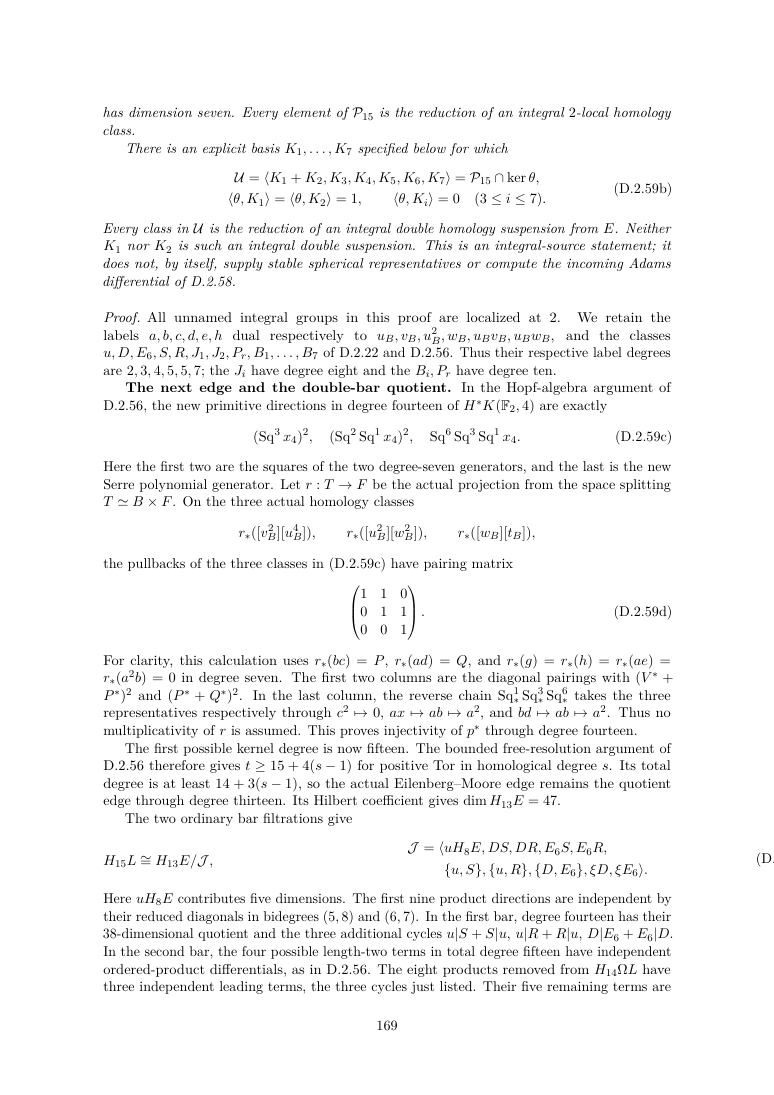 has dimension seven. Every element of 𝒫₁₅ is the reduction of an integral 2-local homology
class.
There is an explicit basis K₁, . . . , K₇ specified below for which
𝒰 = ⟨K₁ + K₂, K₃, K₄, K₅, K₆, K₇⟩ = 𝒫₁₅ ∩ ker θ,
(D.2.59b)
⟨θ, K₁⟩ = ⟨θ, K₂⟩ = 1, ⟨θ, Kᵢ⟩ = 0 (3 ≤ i ≤ 7).
Every class in 𝒰 is the reduction of an integral double homology suspension from E. Neither
K₁ nor K₂ is such an integral double suspension. This is an integral-source statement; it
does not, by itself, supply stable spherical representatives or compute the incoming Adams
differential of D.2.58.
Proof. All unnamed integral groups in this proof are localized at 2. We retain the
labels a, b, c, d, e, h dual respectively to u_B, v_B, u_B², w_B, u_Bv_B, u_Bw_B, and the classes
u, D, E₆, S, R, J₁, J₂, P_r, B₁, . . . , B₇ of D.2.22 and D.2.56. Thus their respective label degrees
are 2, 3, 4, 5, 5, 7; the Jᵢ have degree eight and the Bᵢ, P_r have degree ten.
The next edge and the double-bar quotient. In the Hopf-algebra argument of
D.2.56, the new primitive directions in degree fourteen of H*K(𝔽₂, 4) are exactly
(Sq³ x₄)², (Sq² Sq¹ x₄)², Sq⁶ Sq³ Sq¹ x₄. (D.2.59c)
Here the first two are the squares of the two degree-seven generators, and the last is the new
Serre polynomial generator. Let r : T → F be the actual projection from the space splitting
T ≃ B × F. On the three actual homology classes
r_*([v_B²][u_B⁴]), r_*([u_B²][w_B²]), r_*([w_B][t_B]),
the pullbacks of the three classes in (D.2.59c) have pairing matrix
1 1 0
0 1 1 . (D.2.59d)
0 0 1
For clarity, this calculation uses r_*(bc) = P, r_*(ad) = Q, and r_*(g) = r_*(h) = r_*(ae) =
r_*(a²b) = 0 in degree seven. The first two columns are the diagonal pairings with (V* +
P*)² and (P* + Q*)². In the last column, the reverse chain Sq¹_* Sq³_* Sq⁶_* takes the three
representatives respectively through c² ↦ 0, ax ↦ ab ↦ a², and bd ↦ ab ↦ a². Thus no
multiplicativity of r is assumed. This proves injectivity of p* through degree fourteen.
The first possible kernel degree is now fifteen. The bounded free-resolution argument of
D.2.56 therefore gives t ≥ 15 + 4(s − 1) for positive Tor in homological degree s. Its total
degree is at least 14 + 3(s − 1), so the actual Eilenberg–Moore edge remains the quotient
edge through degree thirteen. Its Hilbert coefficient gives dim H₁₃E = 47.
The two ordinary bar filtrations give
H₁₅L ≅ H₁₃E/𝒥, 𝒥 = ⟨uH₈E, DS, DR, E₆S, E₆R, (D.
{u, S}, {u, R}, {D, E₆}, ξD, ξE₆⟩.
Here uH₈E contributes five dimensions. The first nine product directions are independent by
their reduced diagonals in bidegrees (5, 8) and (6, 7). In the first bar, degree fourteen has their
38-dimensional quotient and the three additional cycles u|S + S|u, u|R + R|u, D|E₆ + E₆|D.
In the second bar, the four possible length-two terms in total degree fifteen have independent
ordered-product differentials, as in D.2.56. The eight products removed from H₁₄ΩL have
three independent leading terms, the three cycles just listed. Their five remaining terms are
169